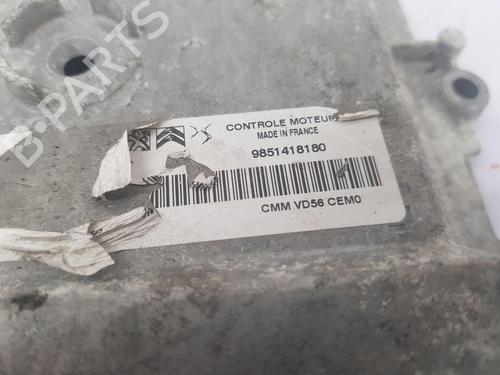 CONTROLE MOTEUR
MADE IN FRANCE
9851418180
CMM VD56 CEM0
B-PARTS